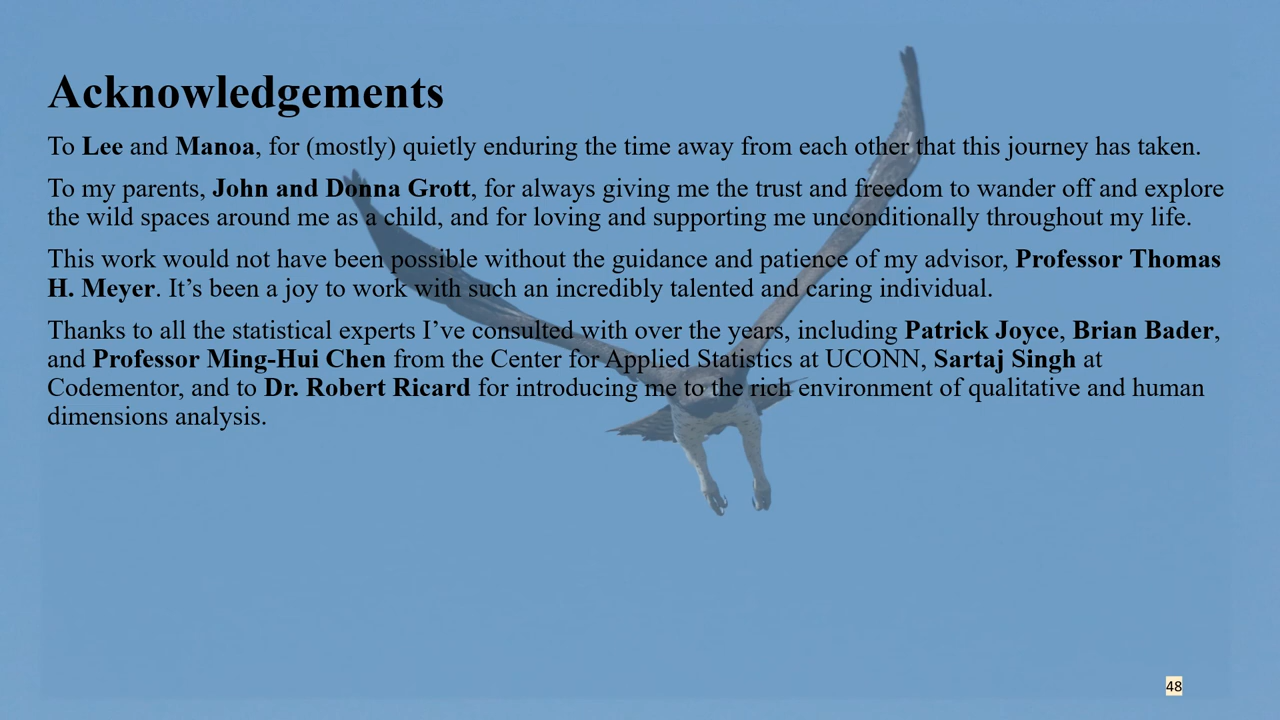 Acknowledgements
To Lee and Manoa, for (mostly) quietly enduring the time away from each other that this journey has taken.
To my parents, John and Donna Grott, for always giving me the trust and freedom to wander off and explore
the wild spaces around me as a child, and for loving and supporting me unconditionally throughout my life.
This work would not have been possible without the guidance and patience of my advisor, Professor Thomas
H. Meyer. It’s been a joy to work with such an incredibly talented and caring individual.
Thanks to all the statistical experts I’ve consulted with over the years, including Patrick Joyce, Brian Bader,
and Professor Ming-Hui Chen from the Center for Applied Statistics at UCONN, Sartaj Singh at
Codementor, and to Dr. Robert Ricard for introducing me to the rich environment of qualitative and human
dimensions analysis.
48